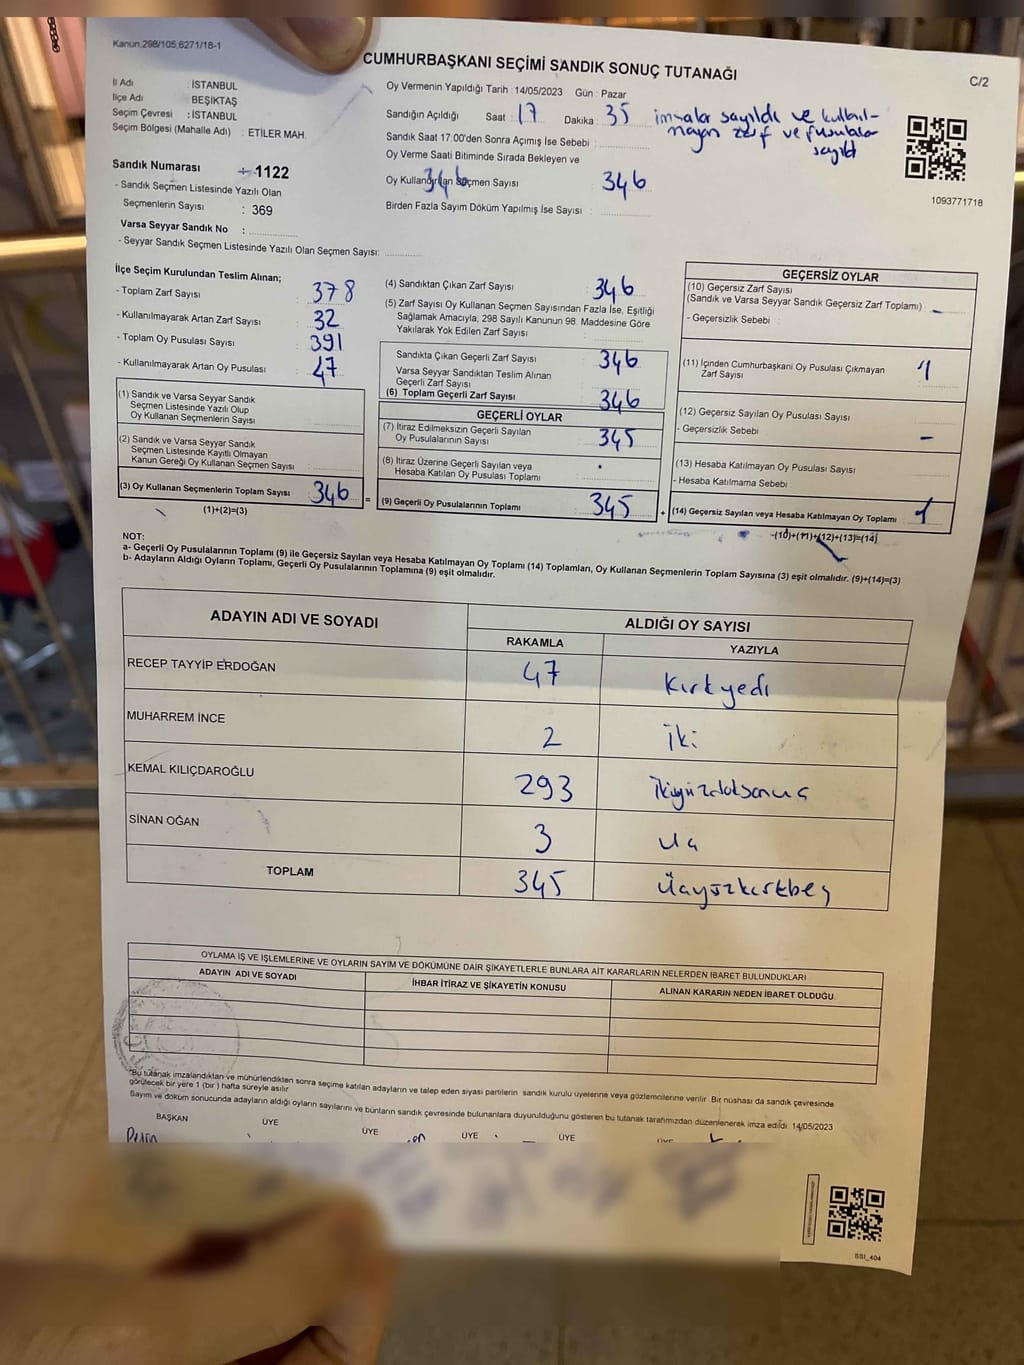 Kanun.298/105,6271/18-1
CUMHURBAŞKANI SEÇİMİ SANDIK SONUÇ TUTANAĞI
C/2
İl Adı : İSTANBUL
İlçe Adı : BEŞİKTAŞ
Seçim Çevresi : İSTANBUL
Seçim Bölgesi (Mahalle Adı) : ETİLER MAH.
Oy Vermenin Yapıldığı Tarih : 14/05/2023 Gün : Pazar
Sandığın Açıldığı Saat : 17 Dakika : 35
imzalar sayıldı ve kullanıl-
mayan zarf ve pusulalar
sayıldı
Sandık Saat 17:00'den Sonra Açımış İse Sebebi :
Oy Verme Saati Bitiminde Sırada Bekleyen ve
Oy Kullandırılan Seçmen Sayısı 346
346
Birden Fazla Sayım Döküm Yapılmış İse Sayısı :
1093771718
Sandık Numarası 1122
- Sandık Seçmen Listesinde Yazılı Olan
Seçmenlerin Sayısı : 369
Varsa Seyyar Sandık No :
- Seyyar Sandık Seçmen Listesinde Yazılı Olan Seçmen Sayısı:
İlçe Seçim Kurulundan Teslim Alınan;
- Toplam Zarf Sayısı : 378
- Kullanılmayarak Artan Zarf Sayısı : 32
- Toplam Oy Pusulası Sayısı : 391
- Kullanılmayarak Artan Oy Pusulası : 47
(1) Sandık ve Varsa Seyyar Sandık
Seçmen Listesinde Yazılı Olup
Oy Kullanan Seçmenlerin Sayısı :
(2) Sandık ve Varsa Seyyar Sandık
Seçmen Listesinde Kayıtlı Olmayan
Kanun Gereği Oy Kullanan Seçmen Sayısı
(3) Oy Kullanan Seçmenlerin Toplam Sayısı 346 =
(1)+(2)=(3)
(4) Sandıktan Çıkan Zarf Sayısı : 346
(5) Zarf Sayısı Oy Kullanan Seçmen Sayısından Fazla İse, Eşitliği
Sağlamak Amacıyla, 298 Sayılı Kanunun 98. Maddesine Göre
Yakılarak Yok Edilen Zarf Sayısı :
Sandıkta Çıkan Geçerli Zarf Sayısı : 346
Varsa Seyyar Sandıktan Teslim Alınan
Geçerli Zarf Sayısı
(6) Toplam Geçerli Zarf Sayısı 346
GEÇERLİ OYLAR
(7) İtiraz Edilmeksizin Geçerli Sayılan
Oy Pusulalarının Sayısı : 345
(8) İtiraz Üzerine Geçerli Sayılan veya
Hesaba Katılan Oy Pusulası Toplamı
(9) Geçerli Oy Pusulalarının Toplamı 345 +
GEÇERSİZ OYLAR
(10) Geçersiz Zarf Sayısı
(Sandık ve Varsa Seyyar Sandık Geçersiz Zarf Toplamı) : -
- Geçersizlik Sebebi :
(11) İçinden Cumhurbaşkanı Oy Pusulası Çıkmayan
Zarf Sayısı 1
(12) Geçersiz Sayılan Oy Pusulası Sayısı
- Geçersizlik Sebebi : -
(13) Hesaba Katılmayan Oy Pusulası Sayısı
- Hesaba Katılmama Sebebi :
(14) Geçersiz Sayılan veya Hesaba Katılmayan Oy Toplamı 1
(10)+(11)+(12)+(13)=(14)
NOT:
a- Geçerli Oy Pusulalarının Toplamı (9) ile Geçersiz Sayılan veya Hesaba Katılmayan Oy Toplamı (14) Toplamları, Oy Kullanan Seçmenlerin Toplam Sayısına (3) eşit olmalıdır. (9)+(14)=(3)
b- Adayların Aldığı Oyların Toplamı, Geçerli Oy Pusulalarının Toplamına (9) eşit olmalıdır.
ADAYIN ADI VE SOYADI ALDIĞI OY SAYISI
RAKAMLA YAZIYLA
RECEP TAYYİP ERDOĞAN 47 kırkyedi
MUHARREM İNCE 2 iki
KEMAL KILIÇDAROĞLU 293 ikiyüzdoksanüç
SİNAN OĞAN 3 üç
TOPLAM 345 Üçyüzkırkbeş
OYLAMA İŞ VE İŞLEMLERİNE VE OYLARIN SAYIM VE DÖKÜMÜNE DAİR ŞİKAYETLERLE BUNLARA AİT KARARLARIN NELERDEN İBARET BULUNDUKLARI
ADAYIN ADI VE SOYADI İHBAR İTİRAZ VE ŞİKAYETİN KONUSU ALINAN KARARIN NEDEN İBARET OLDUĞU
"Bu tutanak imzalandıktan ve mühürlendikten sonra seçime katılan adayların ve talep eden siyasi partilerin sandık kurulu üyelerine veya gözlemcilerine verilir. Bir nüshası da sandık çevresinde
görülecek bir yere 1 (bir) hafta süreyle asılır
Sayım ve döküm sonucunda adayların aldığı oyların sayılarını ve bunların sandık çevresinde bulunanlara duyurulduğunu gösteren bu tutanak tarafımızdan düzenlenerek imza edildi. 14/05/2023
BAŞKAN ÜYE ÜYE ÜYE ÜYE
SSI_404